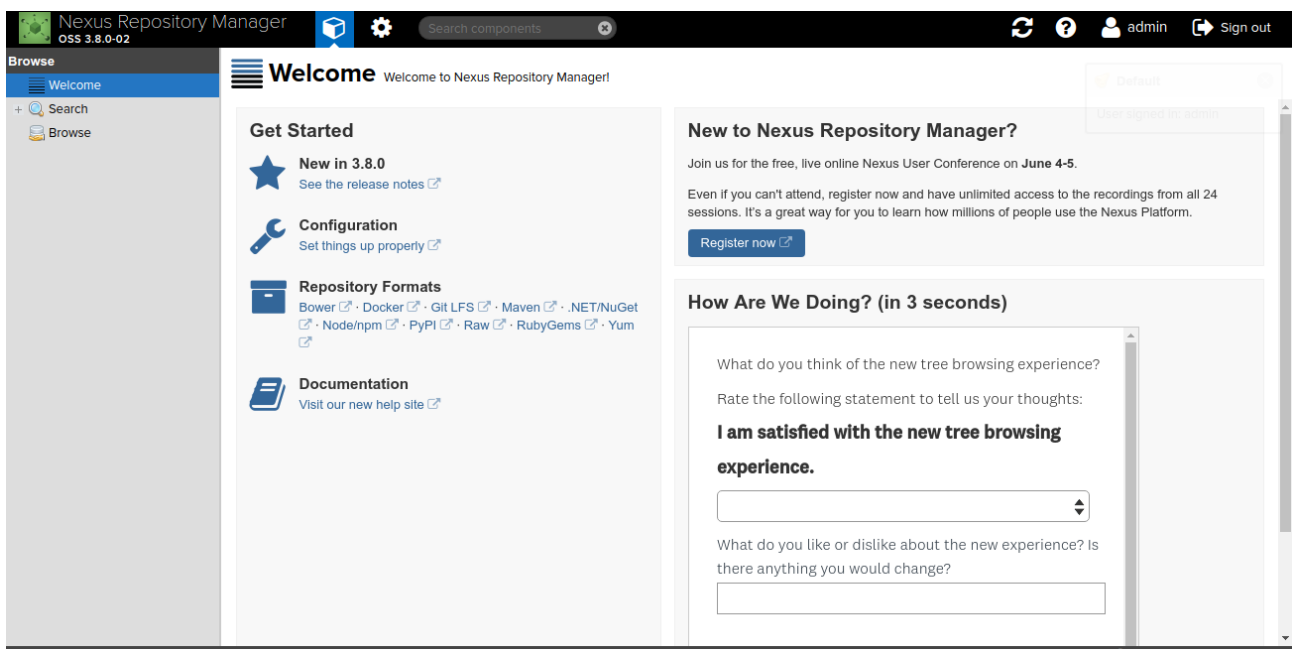 Nexus Repository Manager
OSS 3.8.0-02
Search components
admin
Sign out
Browse
Welcome
+ Search
Browse
Welcome Welcome to Nexus Repository Manager!
Default
User signed in: admin
Get Started
New in 3.8.0
See the release notes
Configuration
Set things up properly
Repository Formats
Bower · Docker · Git LFS · Maven · .NET/NuGet
· Node/npm · PyPI · Raw · RubyGems · Yum
Documentation
Visit our new help site
New to Nexus Repository Manager?
Join us for the free, live online Nexus User Conference on June 4-5.
Even if you can't attend, register now and have unlimited access to the recordings from all 24
sessions. It's a great way for you to learn how millions of people use the Nexus Platform.
Register now
How Are We Doing? (in 3 seconds)
What do you think of the new tree browsing experience?
Rate the following statement to tell us your thoughts:
I am satisfied with the new tree browsing
experience.
What do you like or dislike about the new experience? Is
there anything you would change?